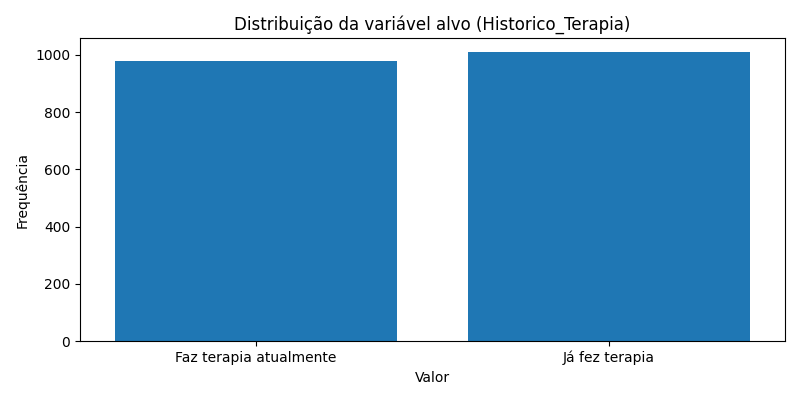 Distribuição da variável alvo (Historico_Terapia)
Frequência
1000
800
600
400
200
0
Faz terapia atualmente
Já fez terapia
Valor